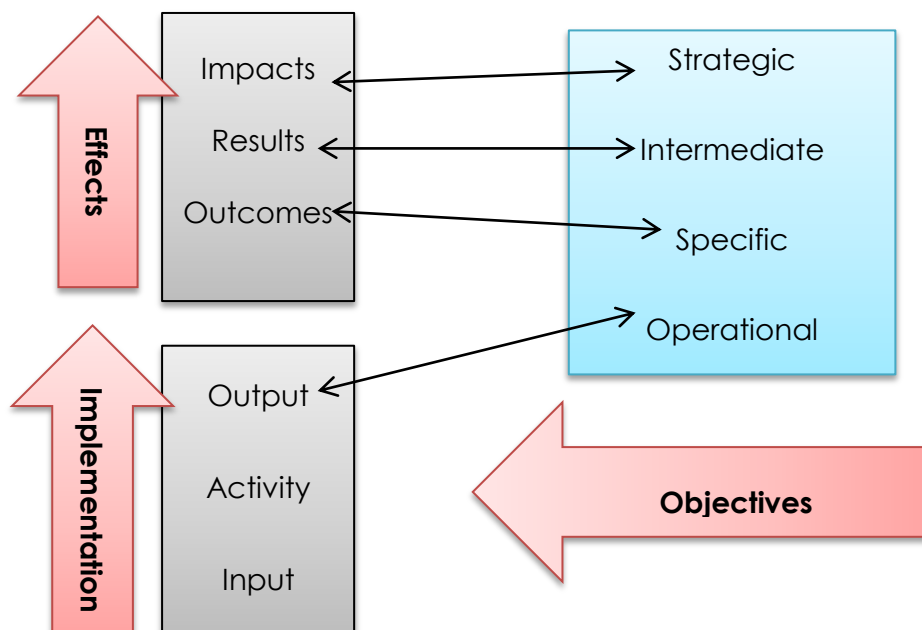 Effects
Impacts
Results
Outcomes
Strategic
Intermediate
Specific
Operational
Implementation
Output
Activity
Input
Objectives